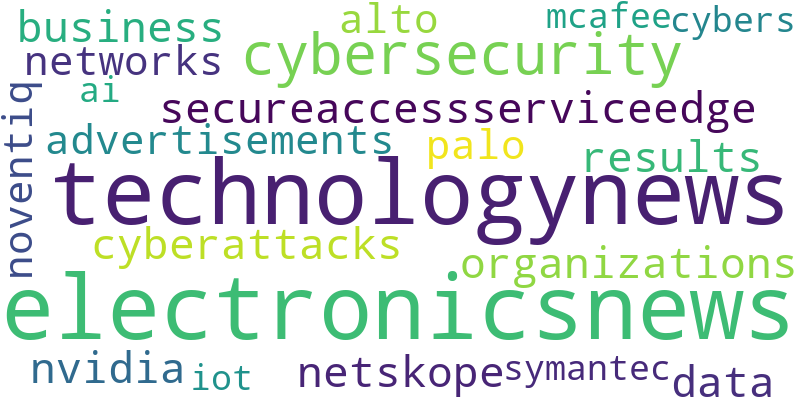 business
alto
mcafee
cybers
networks
cybersecurity
ai
secureaccessserviceedge
noventiq
advertisements
palo
results
technologynews
cyberattacks
organizations
electronicsnews
nvidia
iot
netskope
symantec
data